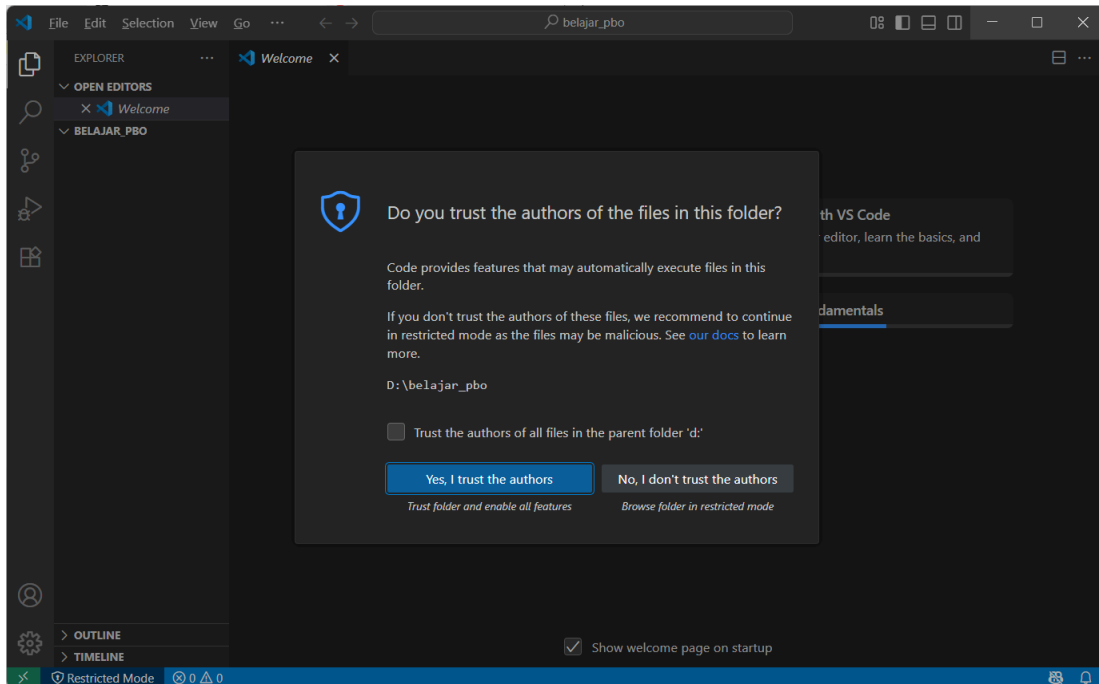 File Edit Selection View Go ··· belajar_pbo
EXPLORER ···
Welcome
OPEN EDITORS
Welcome
BELAJAR_PBO
Do you trust the authors of the files in this folder?
Code provides features that may automatically execute files in this
folder.
If you don't trust the authors of these files, we recommend to continue
in restricted mode as the files may be malicious. See our docs to learn
more.
D:\belajar_pbo
Trust the authors of all files in the parent folder 'd:'
Yes, I trust the authors
No, I don't trust the authors
Trust folder and enable all features
Browse folder in restricted mode
th VS Code
editor, learn the basics, and
damentals
OUTLINE
TIMELINE
Show welcome page on startup
Restricted Mode 0 0